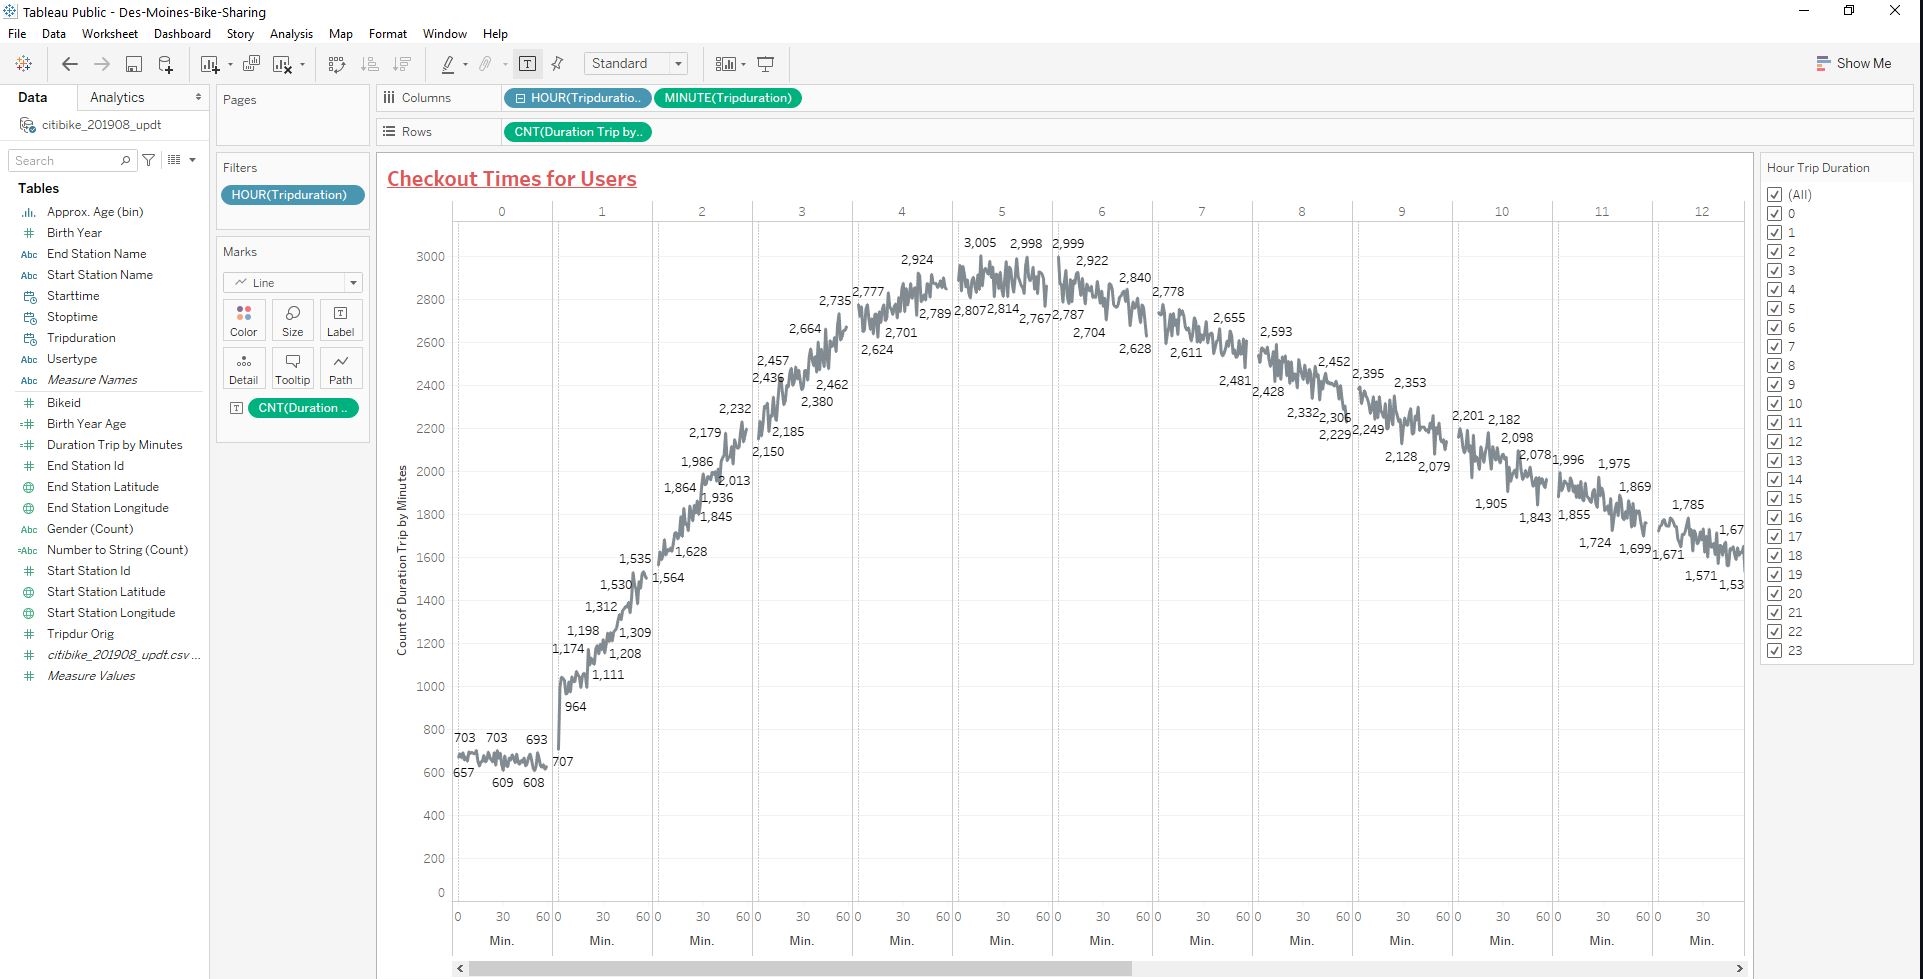 Tableau Public - Des-Moines-Bike-Sharing
File Data Worksheet Dashboard Story Analysis Map Format Window Help
Standard
Show Me
Data Analytics
citibike_201908_updt
Search
Tables
Approx. Age (bin)
Birth Year
Abc End Station Name
Abc Start Station Name
Starttime
Stoptime
Tripduration
Abc Usertype
Abc Measure Names
Bikeid
Birth Year Age
Duration Trip by Minutes
End Station Id
End Station Latitude
End Station Longitude
Abc Gender (Count)
=Abc Number to String (Count)
Start Station Id
Start Station Latitude
Start Station Longitude
Tripdur Orig
citibike_201908_updt.csv ...
Measure Values
Pages
Filters
HOUR(Tripduration)
Marks
Line
Color Size Label
Detail Tooltip Path
CNT(Duration ..
Columns
HOUR(Tripduratio.. MINUTE(Tripduration)
Rows
CNT(Duration Trip by..
Checkout Times for Users
0 1 2 3 4 5 6 7 8 9 10 11 12
Count of Duration Trip by Minutes
3000
2800
2600
2400
2200
2000
1800
1600
1400
1200
1000
800
600
400
200
0
703 703 693
657 609 608
707 964 1,174 1,111 1,198 1,208 1,312 1,309 1,530 1,535
1,564 1,628 1,864 1,845 1,936 1,986 2,013 2,179 2,232
2,150 2,185 2,436 2,457 2,380 2,462 2,664 2,735
2,777 2,624 2,701 2,924 2,789
3,005 2,998 2,807 2,814 2,767
2,999 2,922 2,840 2,787 2,704 2,628
2,778 2,655 2,611 2,481
2,593 2,452 2,428 2,332 2,306 2,229
2,395 2,353 2,249 2,128 2,079
2,201 2,182 2,098 2,078 1,905 1,843
1,996 1,975 1,869 1,855 1,724 1,699
1,785 1,67 1,671 1,571 1,53
0 30 60 0 30 60 0 30 60 0 30 60 0 30 60 0 30 60 0 30 60 0 30 60 0 30 60 0 30 60 0 30 60 0 30 60 0 30
Min. Min. Min. Min. Min. Min. Min. Min. Min. Min. Min. Min. Min.
Hour Trip Duration
(All)
0
1
2
3
4
5
6
7
8
9
10
11
12
13
14
15
16
17
18
19
20
21
22
23